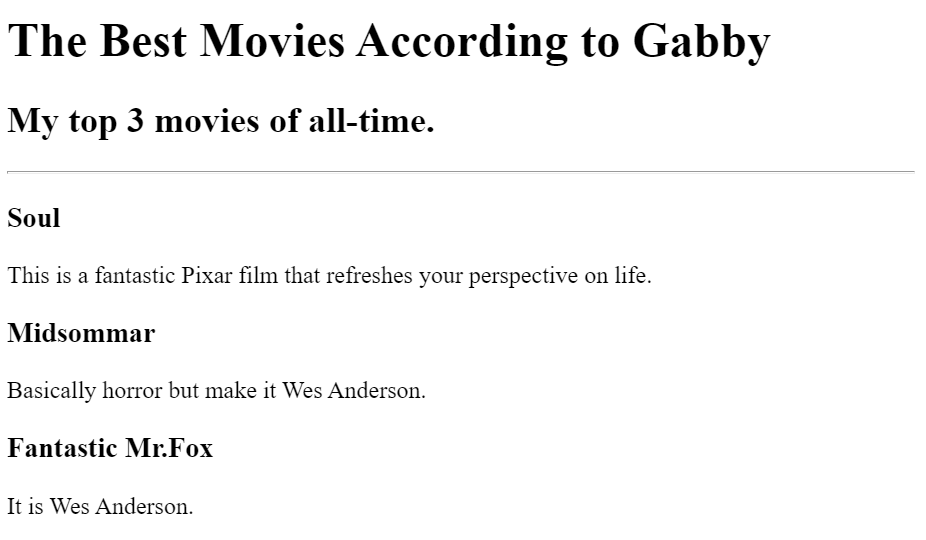 The Best Movies According to Gabby
My top 3 movies of all-time.
Soul
This is a fantastic Pixar film that refreshes your perspective on life.
Midsommar
Basically horror but make it Wes Anderson.
Fantastic Mr.Fox
It is Wes Anderson.